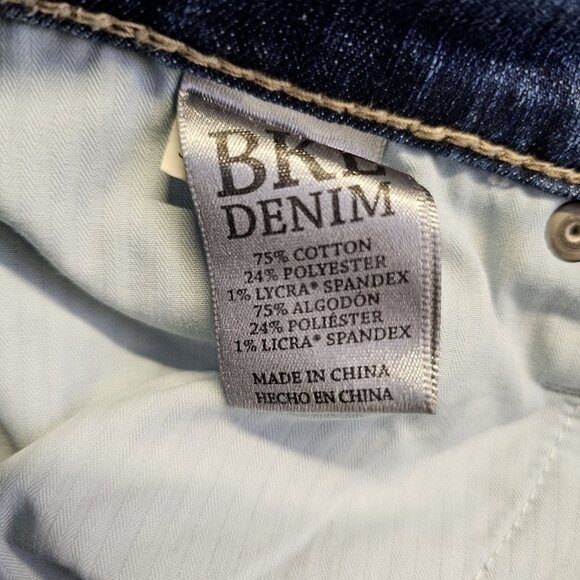 BKE
DENIM
75% COTTON
24% POLYESTER
1% LYCRA® SPANDEX
75% ALGODÓN
24% POLIÉSTER
1% LICRA® SPANDEX
MADE IN CHINA
HECHO EN CHINA